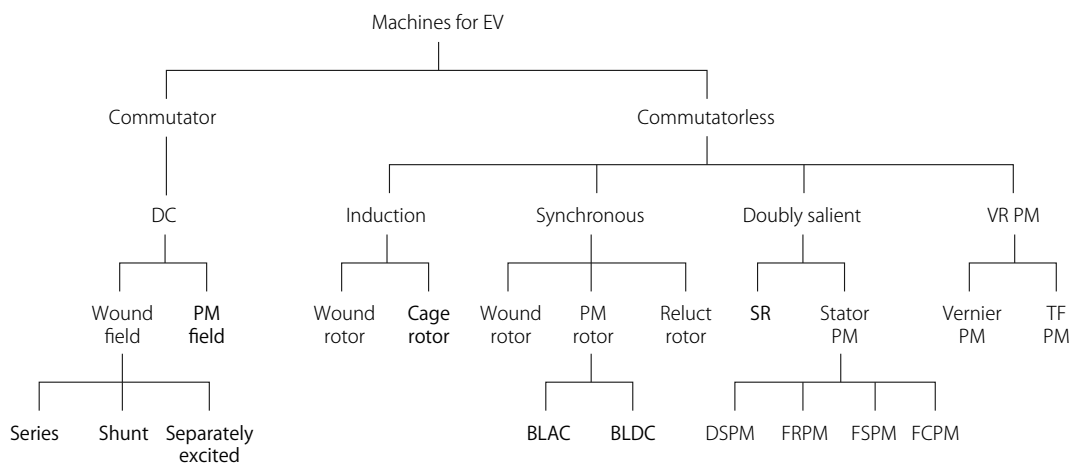 Machines for EV
Commutator Commutatorless
DC Induction Synchronous Doubly salient VR PM
Wound PM Wound Cage Wound PM Reluct SR Stator Vernier TF
field field rotor rotor rotor rotor rotor PM PM PM
Series Shunt Separately BLAC BLDC DSPM FRPM FSPM FCPM
excited